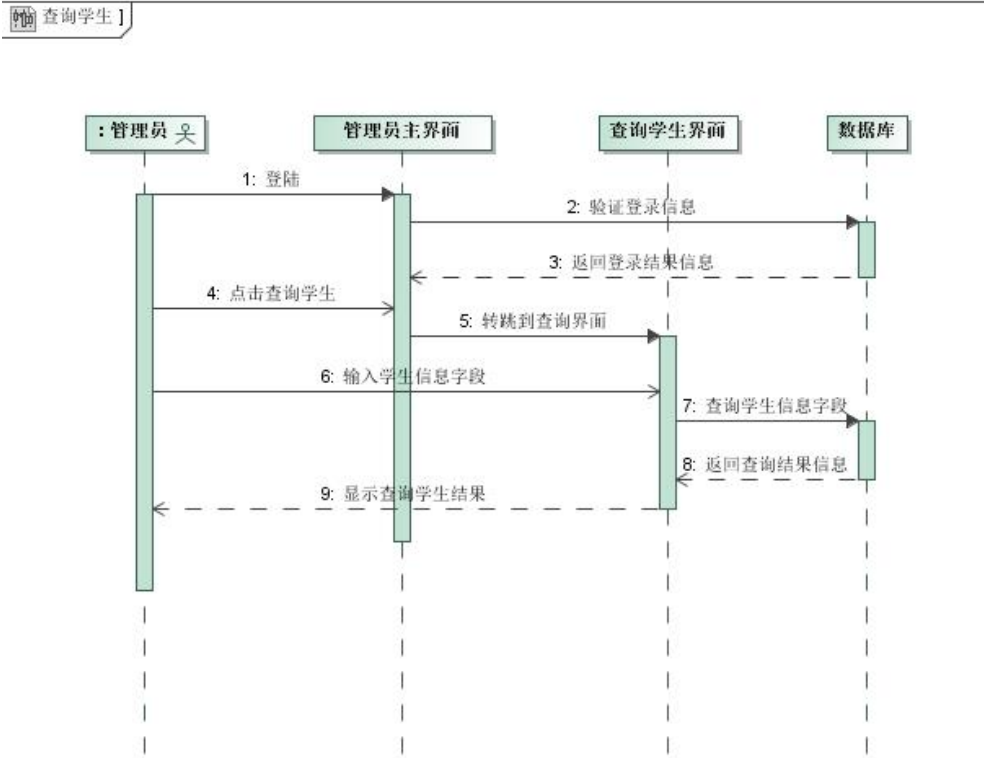 查询学生 ]
: 管理员
管理员主界面
查询学生界面
数据库
1: 登陆
2: 验证登录信息
3: 返回登录结果信息
4: 点击查询学生
5: 转跳到查询界面
6: 输入学生信息字段
7: 查询学生信息字段
8: 返回查询结果信息
9: 显示查询学生结果